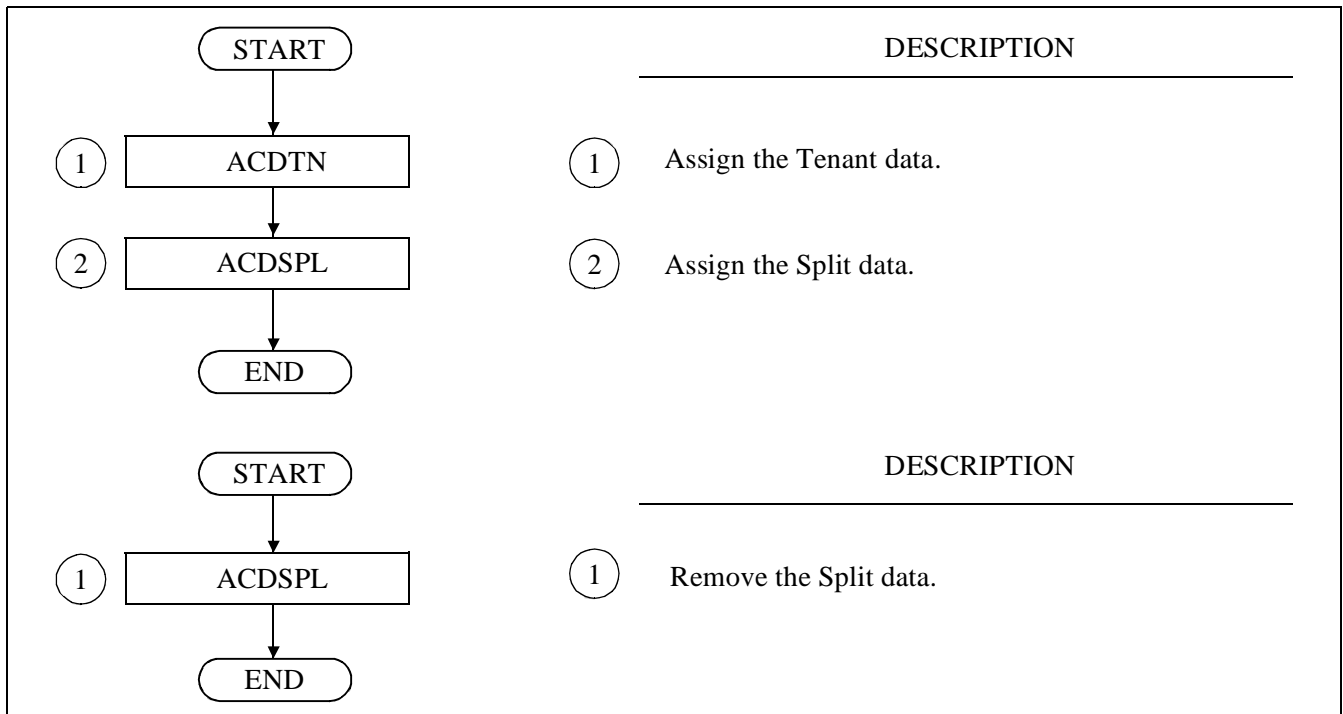 START
DESCRIPTION
1 ACDTN
1 Assign the Tenant data.
2 ACDSPL
2 Assign the Split data.
END
START
DESCRIPTION
1 ACDSPL
1 Remove the Split data.
END